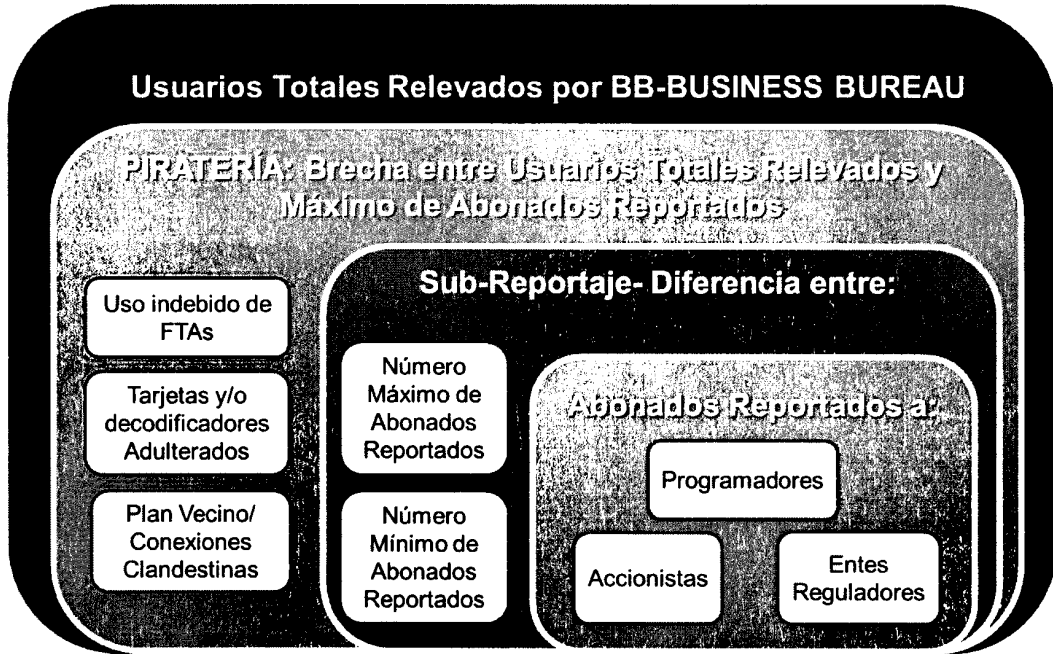 Usuarios Totales Relevados por BB-BUSINESS BUREAU
PIRATERÍA: Brecha entre Usuarios Totales Relevados y
Máximo de Abonados Reportados
Uso indebido de
FTAs
Tarjetas y/o
decodificadores
Adulterados
Plan Vecino/
Conexiones
Clandestinas
Sub-Reportaje- Diferencia entre:
Número
Máximo de
Abonados
Reportados
Número
Mínimo de
Abonados
Reportados
Abonados Reportados a:
Programadores
Accionistas
Entes
Reguladores